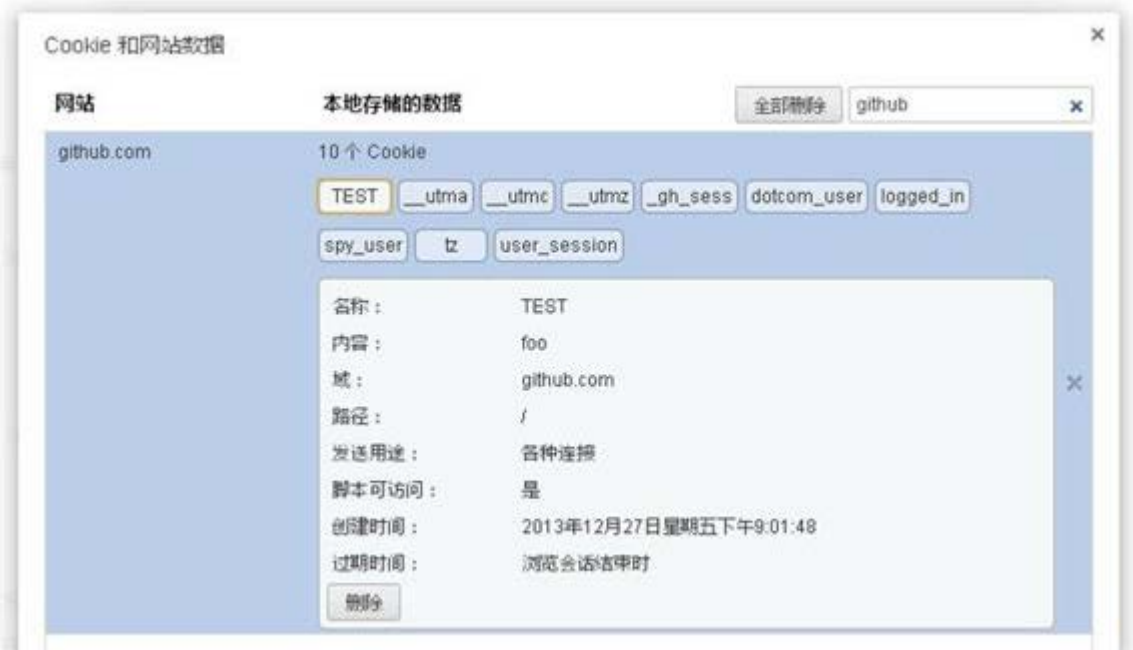 Cookie 和网站数据
×
网站 本地存储的数据 全部删除 github ×
github.com 10 个 Cookie
TEST __utma __utmc __utmz _gh_sess dotcom_user logged_in
spy_user tz user_session
名称： TEST
内容： foo
域： github.com
路径： /
发送用途： 各种连接
脚本可访问： 是
创建时间： 2013年12月27日星期五下午9:01:48
过期时间： 浏览会话结束时
删除